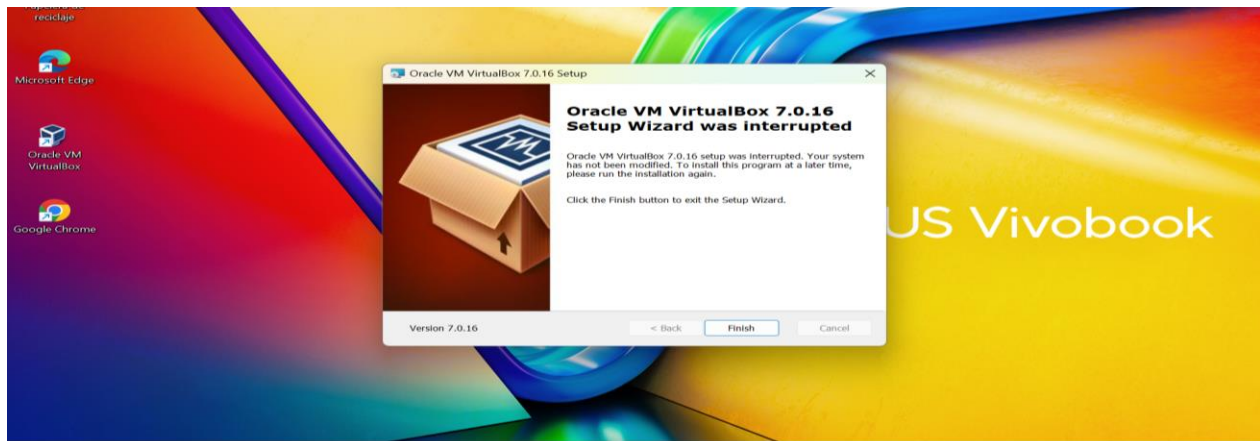 reciclaje
Microsoft Edge
Oracle VM
VirtualBox
Google Chrome
Oracle VM VirtualBox 7.0.16 Setup
Oracle VM VirtualBox 7.0.16
Setup Wizard was interrupted
Oracle VM VirtualBox 7.0.16 setup was interrupted. Your system
has not been modified. To install this program at a later time,
please run the installation again.
Click the Finish button to exit the Setup Wizard.
Version 7.0.16
< Back
Finish
Cancel
US Vivobook